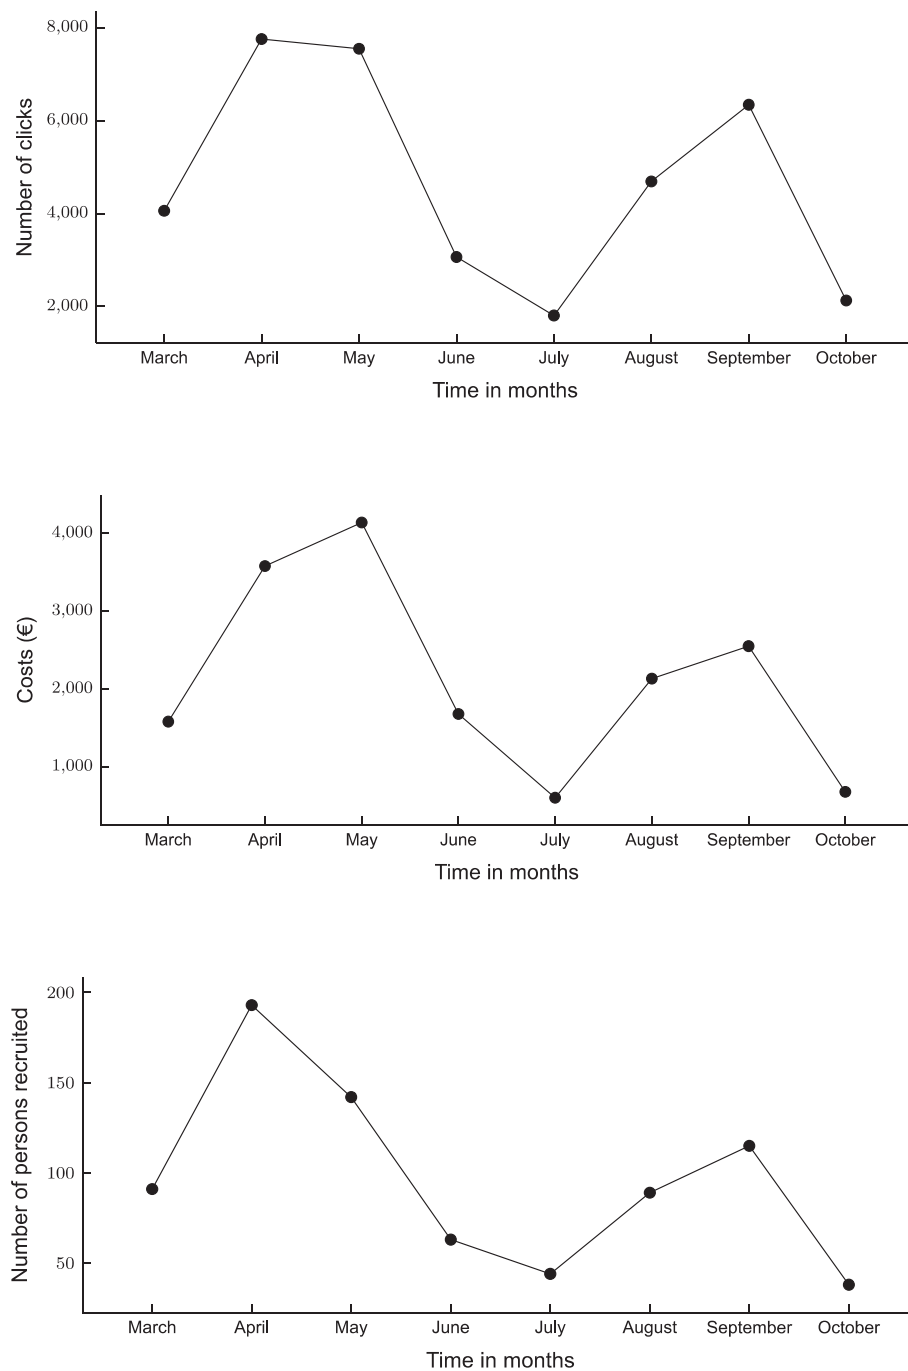 8,000
6,000
4,000
2,000
Number of clicks
March April May June July August September October
Time in months
4,000
3,000
2,000
1,000
Costs (€)
March April May June July August September October
Time in months
200
150
100
50
Number of persons recruited
March April May June July August September October
Time in months